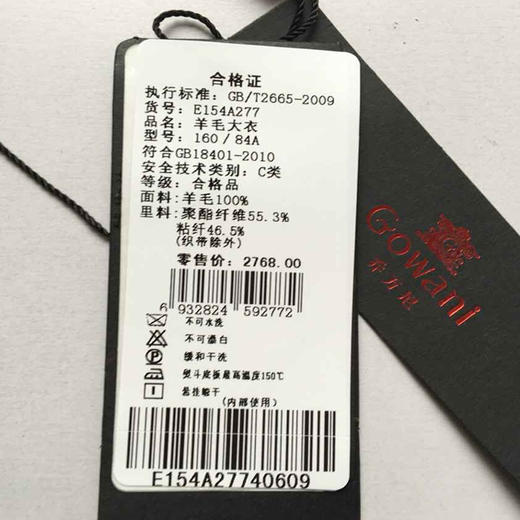 合格证
执行标准: GB/T2665-2009
货号: E154A277
品名: 羊毛大衣
型号: 160/84A
符合GB18401-2010
安全技术类别: C类
等级: 合格品
面料: 羊毛100%
里料: 聚酯纤维55.3%
粘纤46.5%
(织带除外)
零售价: 2768.00
6 932824 592772
不可水洗
不可漂白
缓和干洗
熨斗底板最高温度150℃
悬挂晾干
(内部使用)
E154A27740609
Gowani
乔万尼